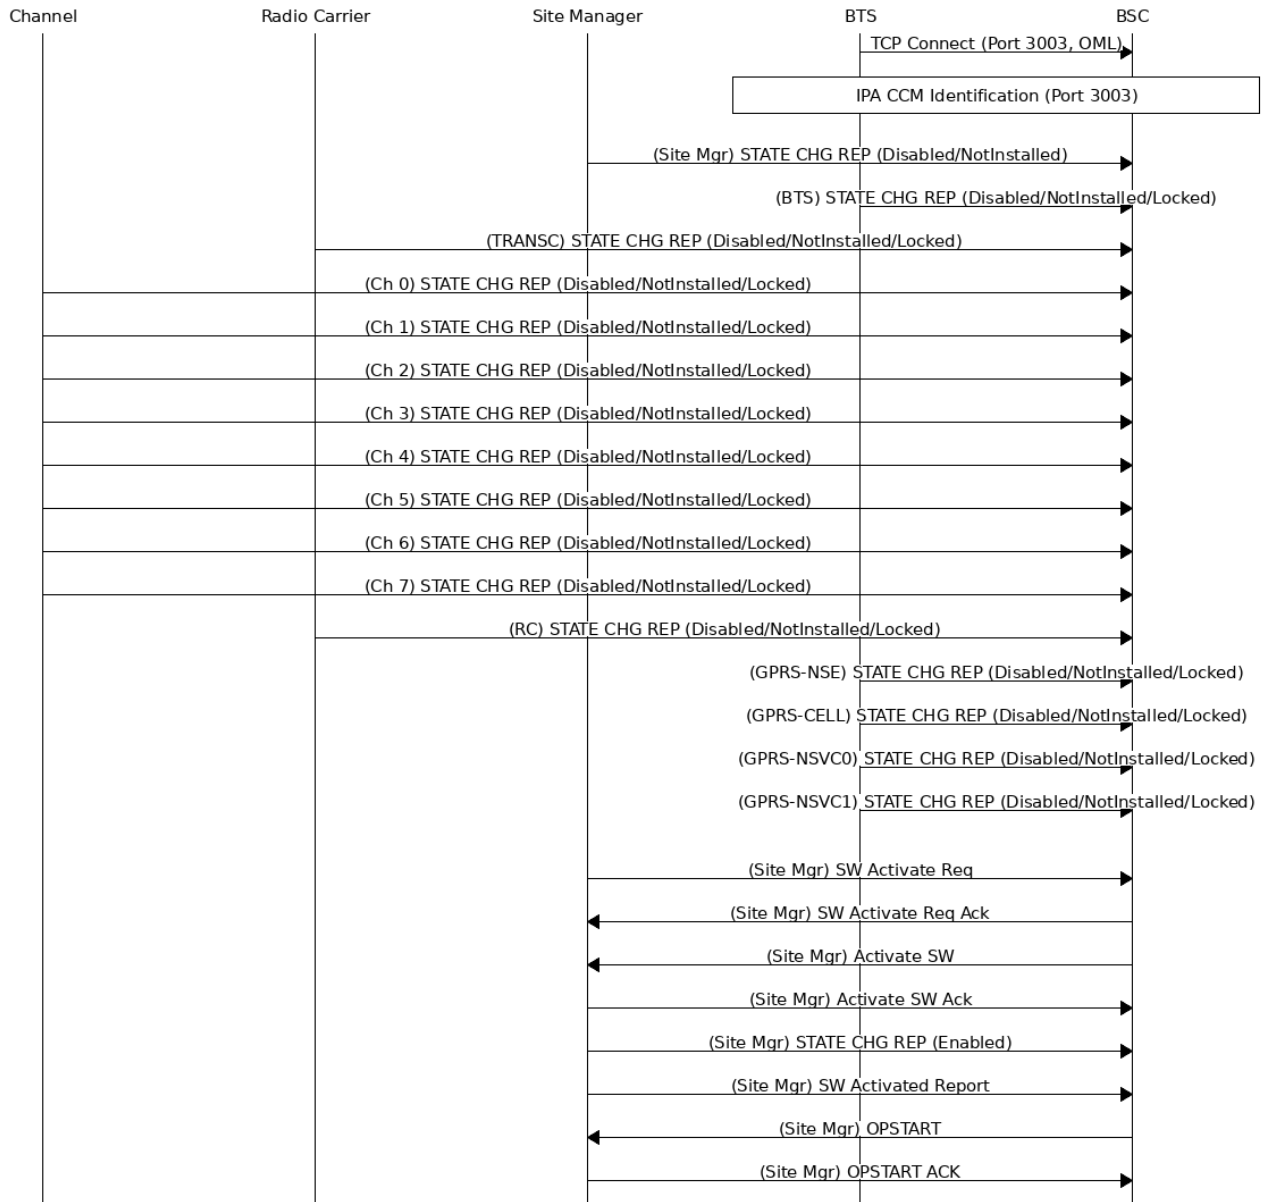 Channel Radio Carrier Site Manager BTS BSC
TCP Connect (Port 3003, OML)
IPA CCM Identification (Port 3003)
(Site Mgr) STATE CHG REP (Disabled/NotInstalled)
(BTS) STATE CHG REP (Disabled/NotInstalled/Locked)
(TRANSC) STATE CHG REP (Disabled/NotInstalled/Locked)
(Ch 0) STATE CHG REP (Disabled/NotInstalled/Locked)
(Ch 1) STATE CHG REP (Disabled/NotInstalled/Locked)
(Ch 2) STATE CHG REP (Disabled/NotInstalled/Locked)
(Ch 3) STATE CHG REP (Disabled/NotInstalled/Locked)
(Ch 4) STATE CHG REP (Disabled/NotInstalled/Locked)
(Ch 5) STATE CHG REP (Disabled/NotInstalled/Locked)
(Ch 6) STATE CHG REP (Disabled/NotInstalled/Locked)
(Ch 7) STATE CHG REP (Disabled/NotInstalled/Locked)
(RC) STATE CHG REP (Disabled/NotInstalled/Locked)
(GPRS-NSE) STATE CHG REP (Disabled/NotInstalled/Locked)
(GPRS-CELL) STATE CHG REP (Disabled/NotInstalled/Locked)
(GPRS-NSVC0) STATE CHG REP (Disabled/NotInstalled/Locked)
(GPRS-NSVC1) STATE CHG REP (Disabled/NotInstalled/Locked)
(Site Mgr) SW Activate Req
(Site Mgr) SW Activate Req Ack
(Site Mgr) Activate SW
(Site Mgr) Activate SW Ack
(Site Mgr) STATE CHG REP (Enabled)
(Site Mgr) SW Activated Report
(Site Mgr) OPSTART
(Site Mgr) OPSTART ACK